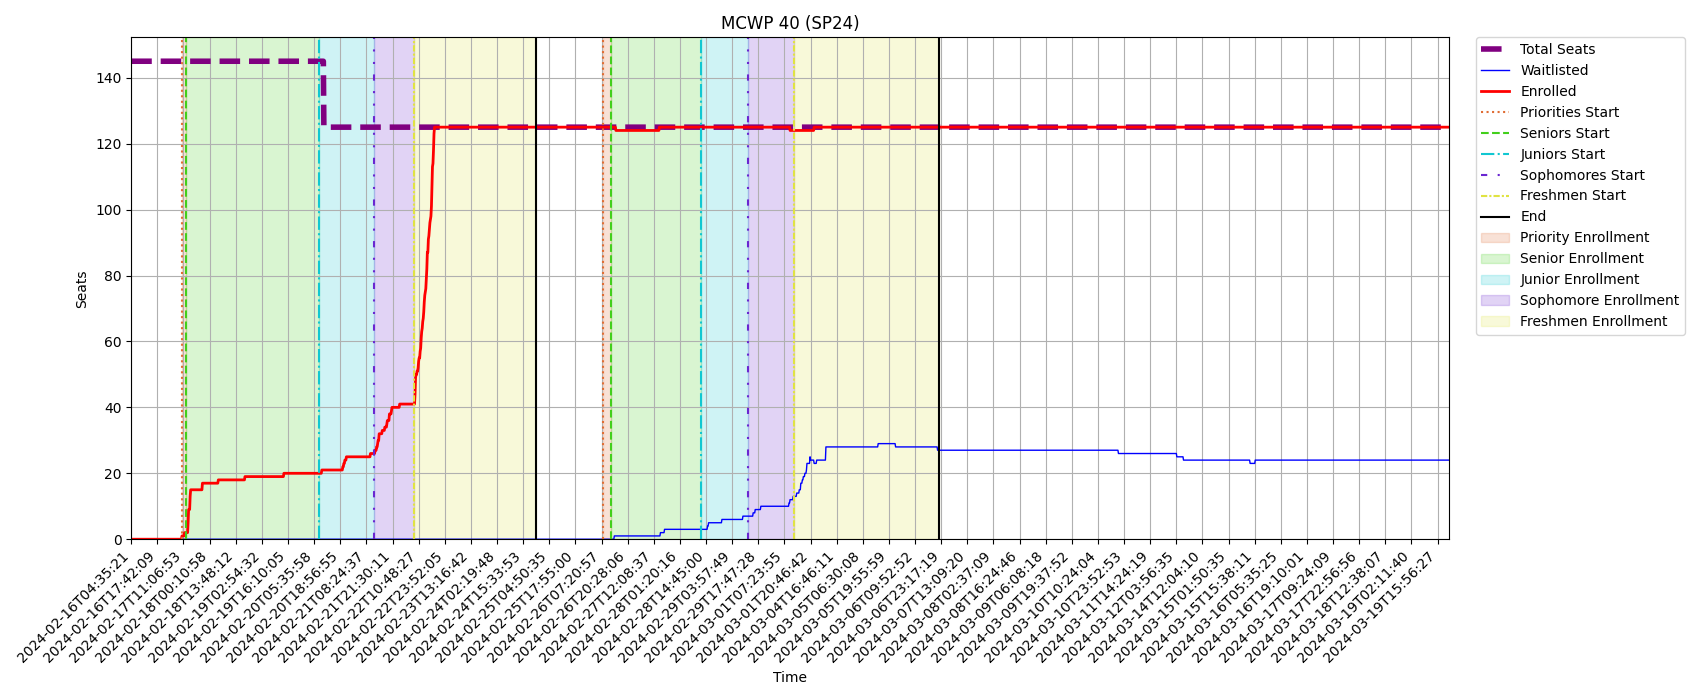 MCWP 40 (SP24)
Seats
140
120
100
80
60
40
20
0
2024-02-16T04:35:21
2024-02-16T17:42:09
2024-02-17T11:06:53
2024-02-18T00:10:58
2024-02-18T13:48:12
2024-02-19T02:54:32
2024-02-19T16:10:05
2024-02-20T05:35:58
2024-02-20T18:56:55
2024-02-21T08:24:37
2024-02-21T21:30:11
2024-02-22T10:48:27
2024-02-22T23:52:05
2024-02-23T13:16:42
2024-02-24T02:19:48
2024-02-24T15:33:53
2024-02-25T04:50:35
2024-02-25T17:55:00
2024-02-26T07:20:57
2024-02-26T20:28:06
2024-02-27T12:08:37
2024-02-28T01:20:16
2024-02-28T14:45:00
2024-02-29T03:57:49
2024-02-29T17:47:28
2024-03-01T07:23:55
2024-03-01T20:46:42
2024-03-04T16:46:11
2024-03-05T06:30:08
2024-03-05T19:55:59
2024-03-06T09:52:52
2024-03-06T23:17:19
2024-03-07T13:09:20
2024-03-08T02:37:09
2024-03-08T16:24:46
2024-03-09T06:08:18
2024-03-09T19:37:52
2024-03-10T10:24:04
2024-03-10T23:52:53
2024-03-11T14:24:19
2024-03-12T03:56:35
2024-03-14T12:04:10
2024-03-15T01:50:35
2024-03-15T15:38:11
2024-03-16T05:35:25
2024-03-16T19:10:01
2024-03-17T09:24:09
2024-03-17T22:56:56
2024-03-18T12:38:07
2024-03-19T02:11:40
2024-03-19T15:56:27
Time
Total Seats
Waitlisted
Enrolled
Priorities Start
Seniors Start
Juniors Start
Sophomores Start
Freshmen Start
End
Priority Enrollment
Senior Enrollment
Junior Enrollment
Sophomore Enrollment
Freshmen Enrollment